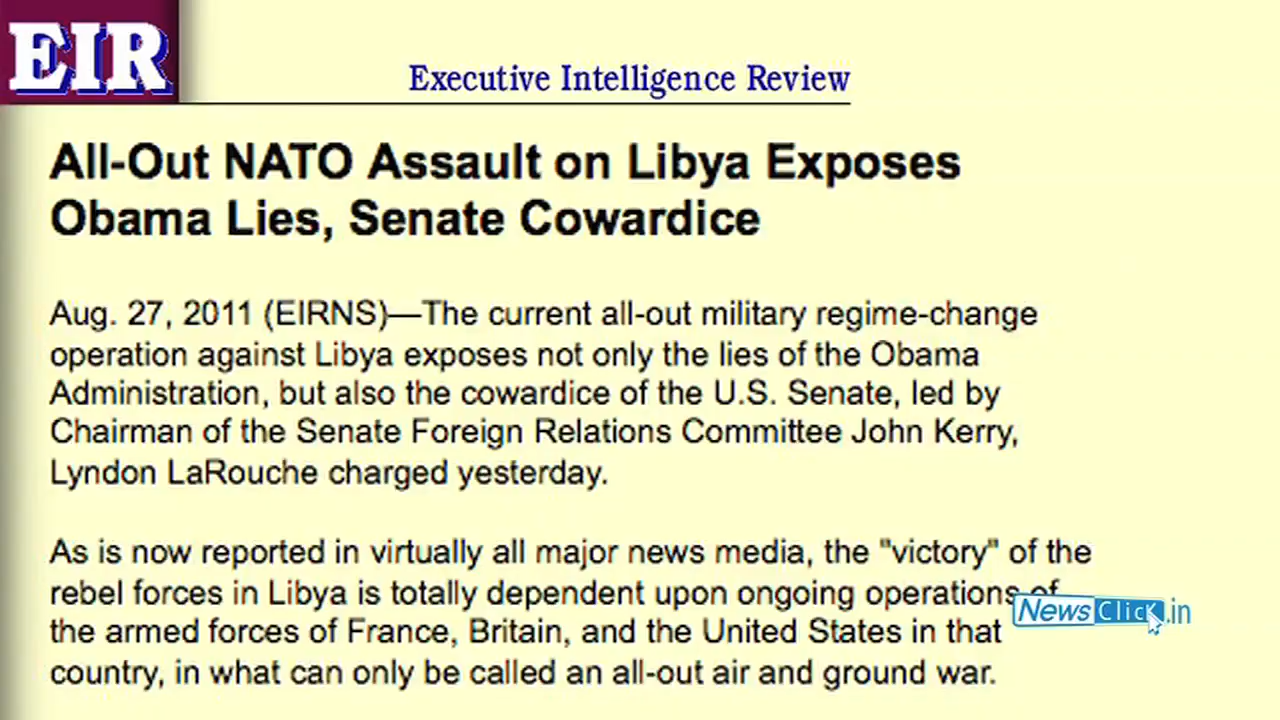 EIR
Executive Intelligence Review
All-Out NATO Assault on Libya Exposes
Obama Lies, Senate Cowardice
Aug. 27, 2011 (EIRNS)—The current all-out military regime-change
operation against Libya exposes not only the lies of the Obama
Administration, but also the cowardice of the U.S. Senate, led by
Chairman of the Senate Foreign Relations Committee John Kerry,
Lyndon LaRouche charged yesterday.
As is now reported in virtually all major news media, the "victory" of the
rebel forces in Libya is totally dependent upon ongoing operations of
the armed forces of France, Britain, and the United States in that
country, in what can only be called an all-out air and ground war.
NewsClick.in